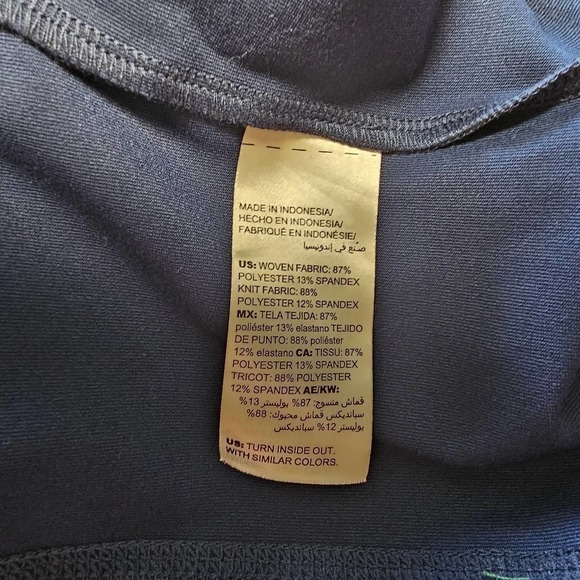 MADE IN INDONESIA/
HECHO EN INDONESIA/
FABRIQUÉ EN INDONÉSIE/
صنع في إندونيسيا
US: WOVEN FABRIC: 87%
POLYESTER 13% SPANDEX
KNIT FABRIC: 88%
POLYESTER 12% SPANDEX
MX: TELA TEJIDA: 87%
poliéster 13% elastano TEJIDO
DE PUNTO: 88% poliéster
12% elastano CA: TISSU: 87%
POLYESTER 13% SPANDEX
TRICOT: 88% POLYESTER
12% SPANDEX AE/KW:
قماش منسوج: 87% بوليستر 13%
سبانديكس قماش محبوك: 88%
بوليستر 12% سبانديكس
US: TURN INSIDE OUT.
WITH SIMILAR COLORS.